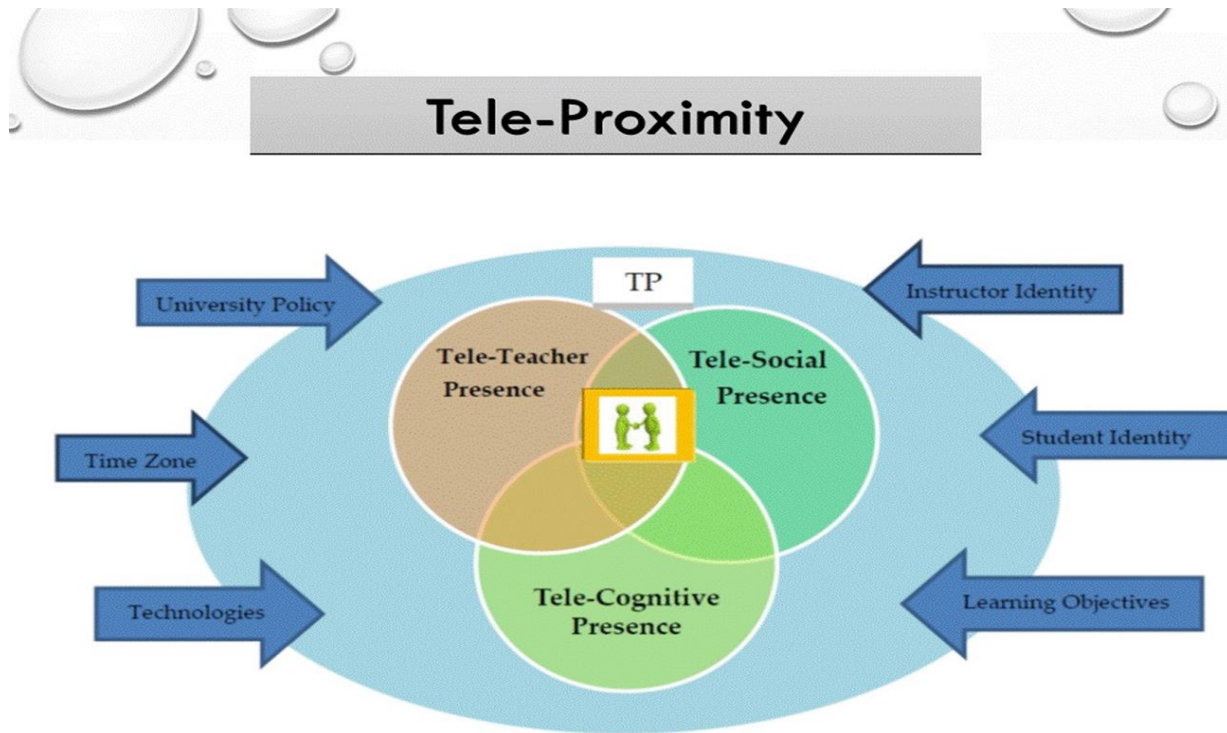 Tele-Proximity
TP
University Policy
Instructor Identity
Tele-Teacher
Presence
Tele-Social
Presence
Time Zone
Student Identity
Tele-Cognitive
Presence
Technologies
Learning Objectives